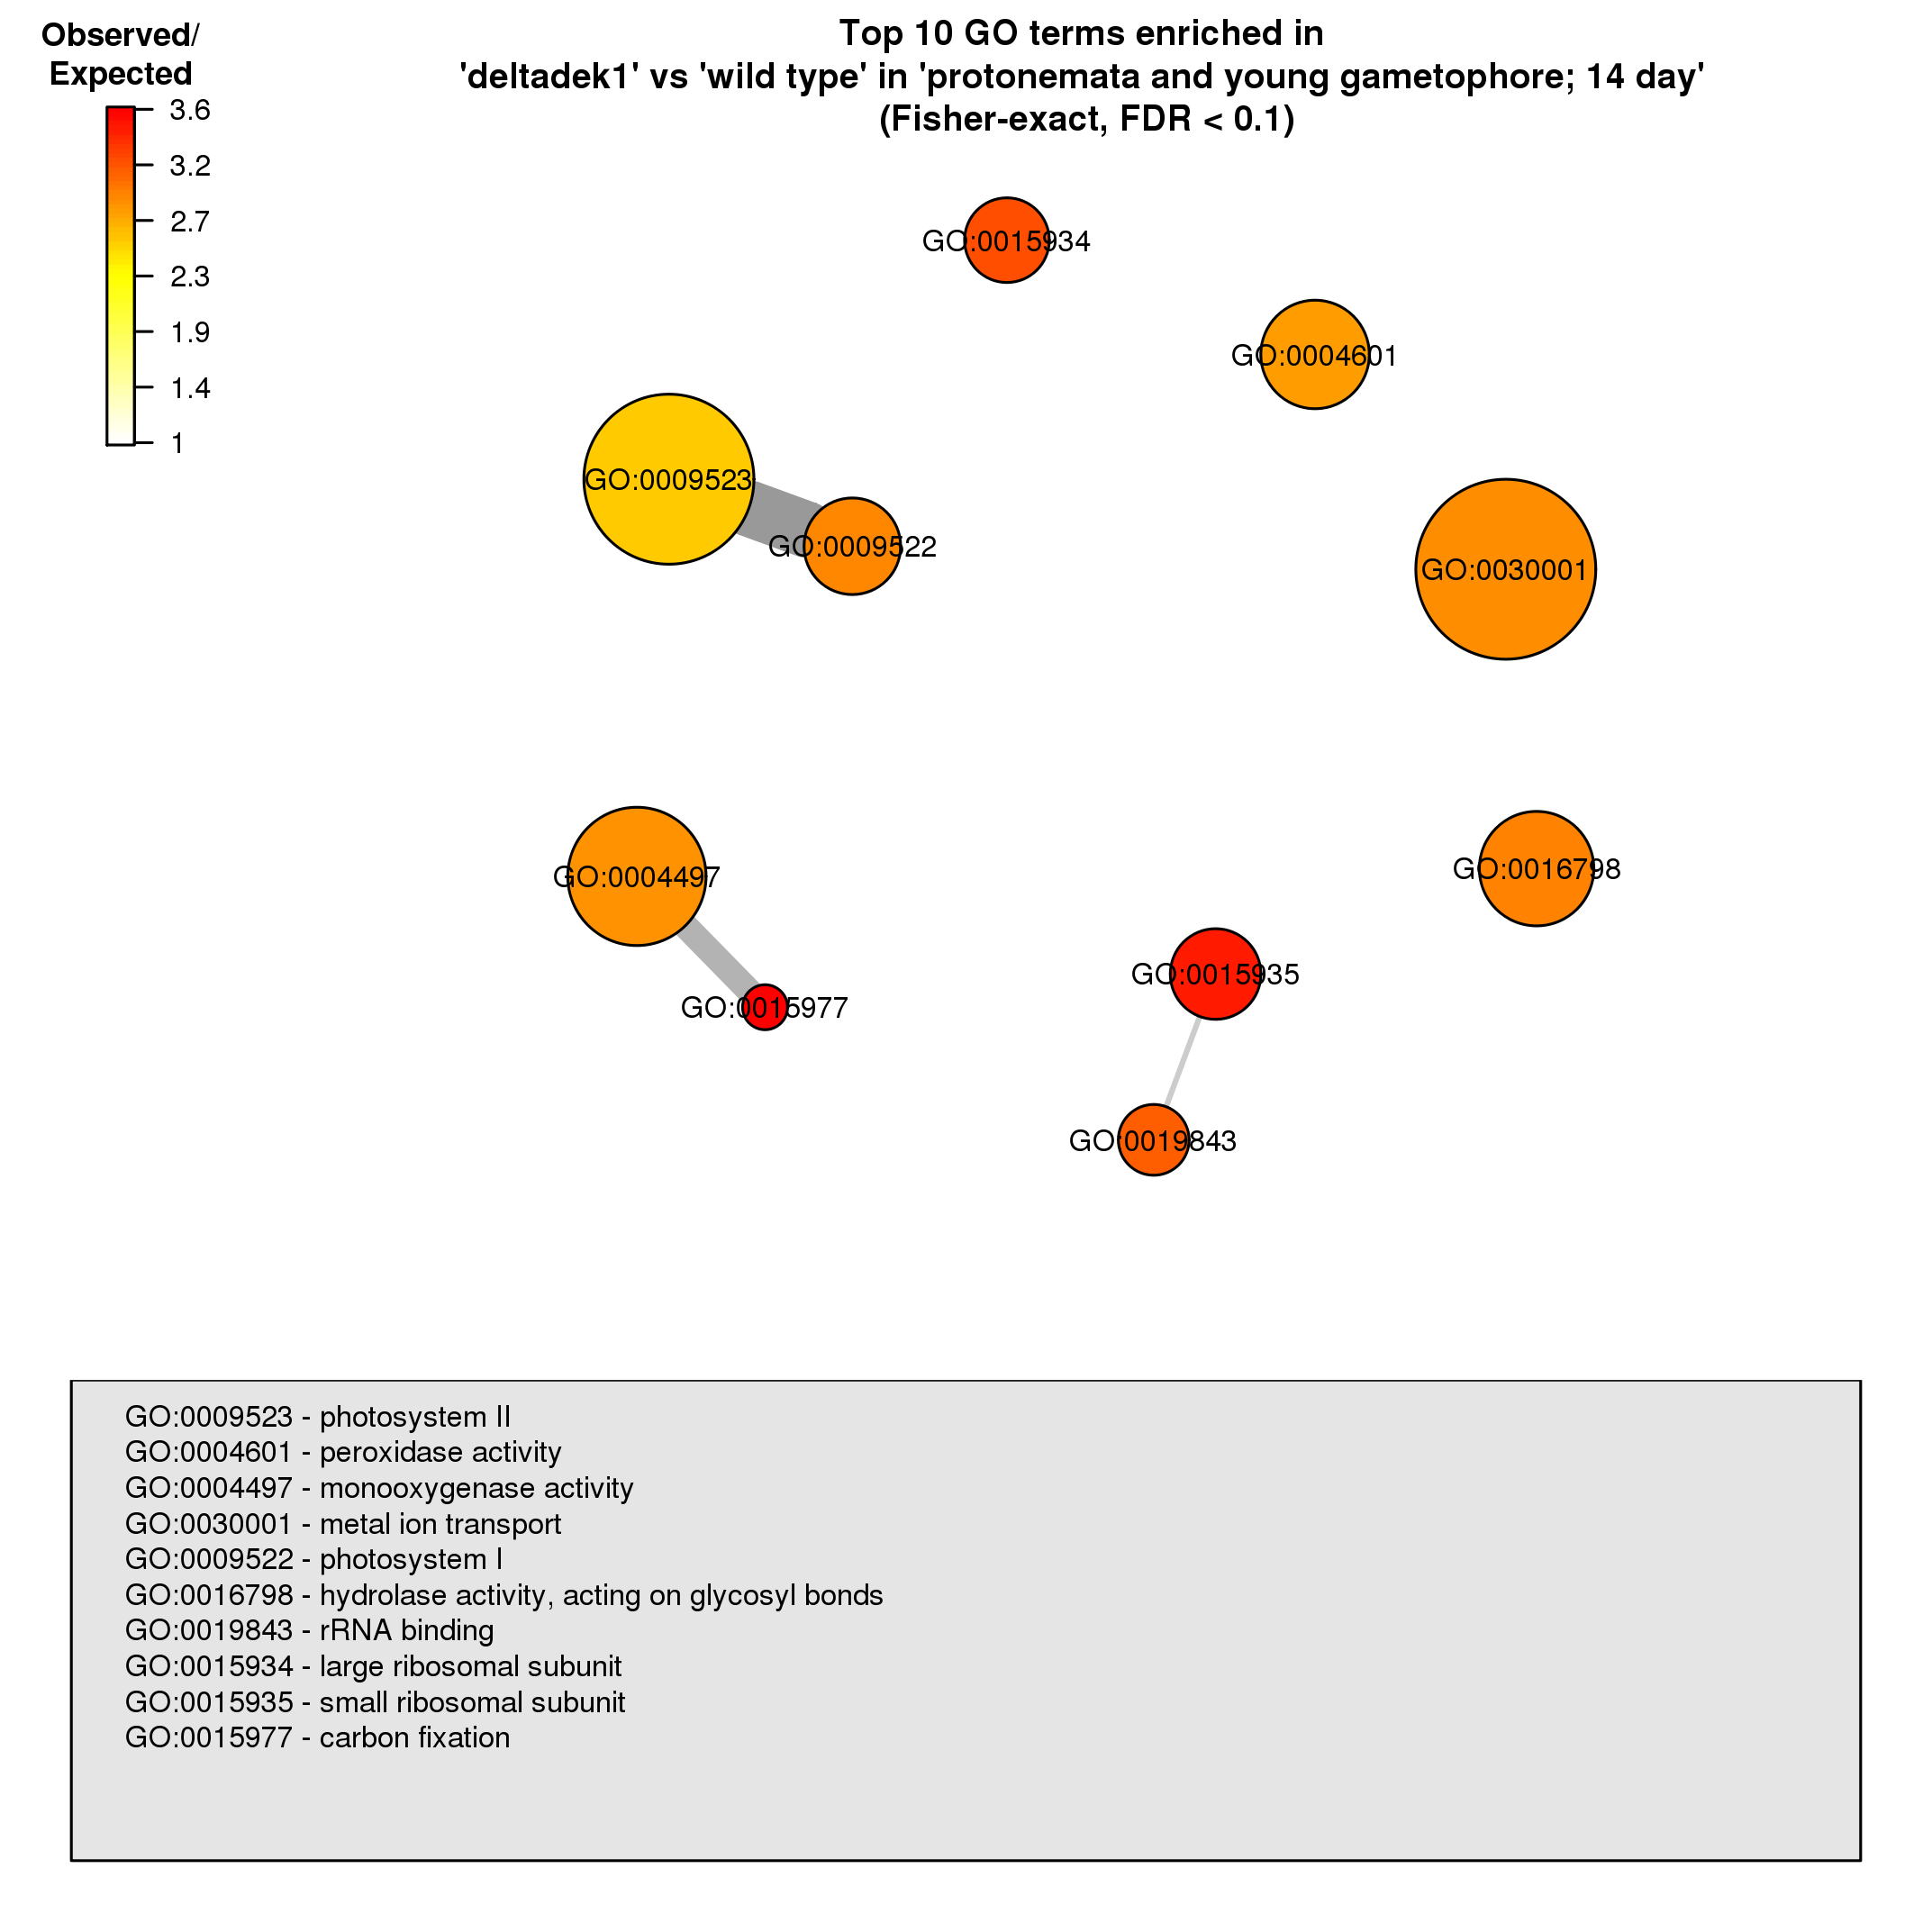 Observed/
Expected
3.6
3.2
2.7
2.3
1.9
1.4
1
Top 10 GO terms enriched in
'deltadek1' vs 'wild type' in 'protonemata and young gametophore; 14 day'
(Fisher-exact, FDR < 0.1)
GO:0015934
GO:0004601
GO:0009523
GO:0009522
GO:0030001
GO:0004497
GO:0016798
GO:0015935
GO:0015977
GO:0019843
GO:0009523 - photosystem II
GO:0004601 - peroxidase activity
GO:0004497 - monooxygenase activity
GO:0030001 - metal ion transport
GO:0009522 - photosystem I
GO:0016798 - hydrolase activity, acting on glycosyl bonds
GO:0019843 - rRNA binding
GO:0015934 - large ribosomal subunit
GO:0015935 - small ribosomal subunit
GO:0015977 - carbon fixation